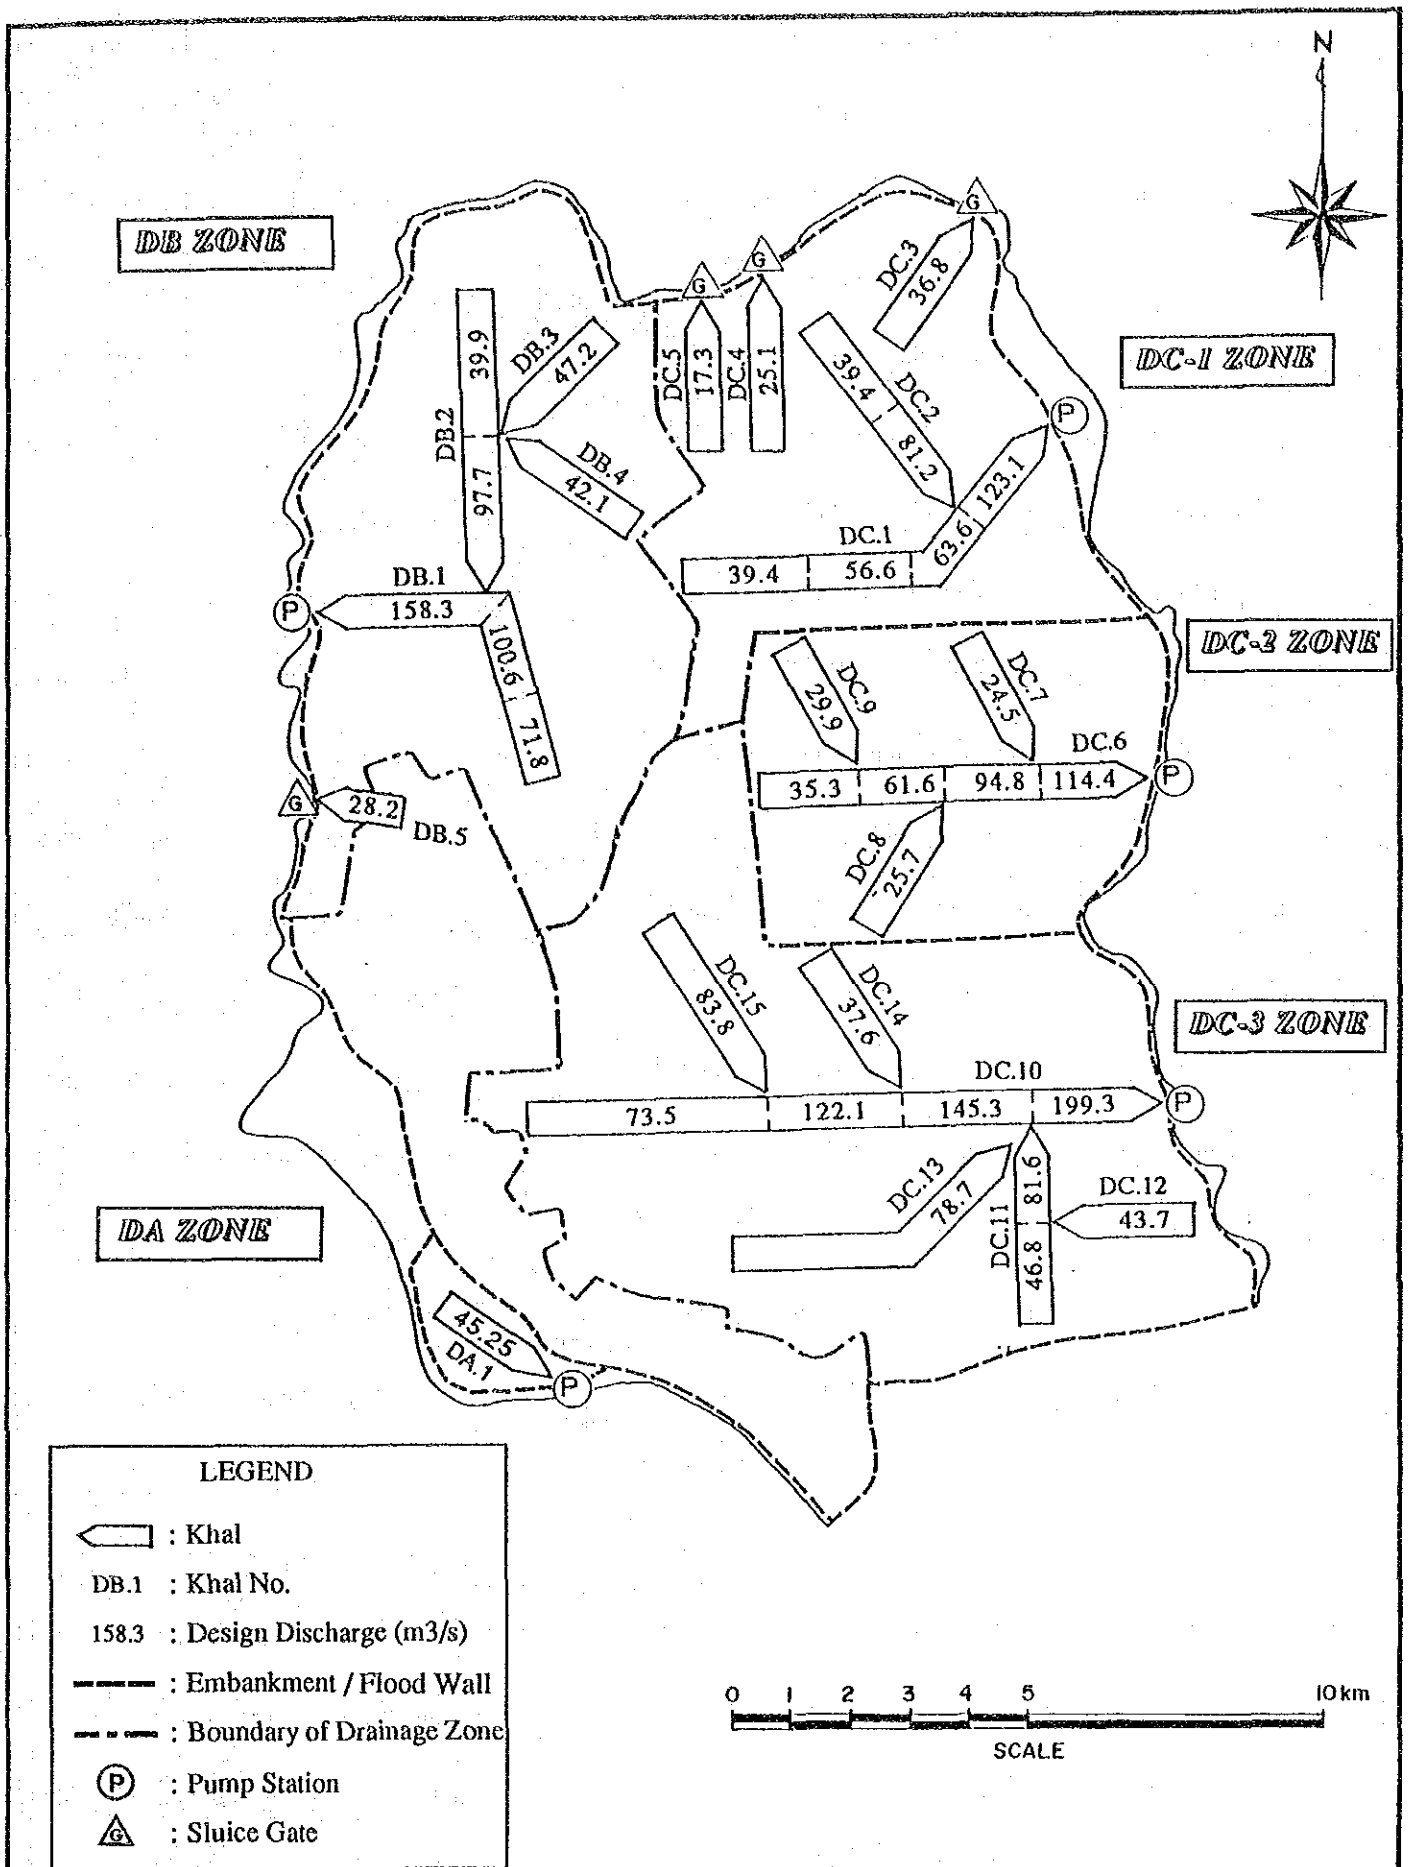 N
DB ZONE
G
DC.3
36.8
G
G
DC-1 ZONE
39.9
DB.3
47.2
DC.5
17.3
DC.4
25.1
39.4
DC.2
81.2
P
DB.2
97.7
DB.4
42.1
123.1
63.6
DC.1
39.4
56.6
DB.1
158.3
P
100.6
71.8
DC-2 ZONE
DC.9
29.9
DC.7
24.5
DC.6
35.3
61.6
94.8
114.4
P
G
28.2
DB.5
DC.8
25.7
DC.15
83.8
DC.14
37.6
DC-3 ZONE
DC.10
73.5
122.1
145.3
199.3
P
DC.13
78.7
DC.11
81.6
46.8
DC.12
43.7
DA ZONE
45.25
DA.1
P
LEGEND
: Khal
DB.1 : Khal No.
158.3 : Design Discharge (m3/s)
: Embankment / Flood Wall
: Boundary of Drainage Zone
P : Pump Station
G : Sluice Gate
0 1 2 3 4 5 10km
SCALE